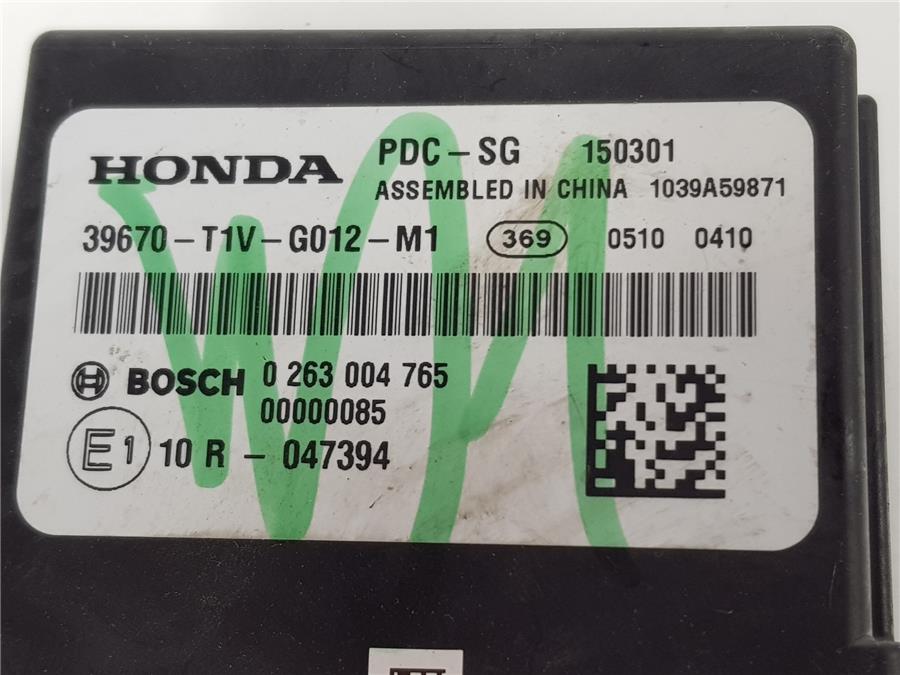 HONDA PDC-SG 150301
ASSEMBLED IN CHINA 1039A59871
39670-T1V-G012-M1 369 0510 0410
BOSCH 0 263 004 765
00000085
E1 10 R - 047394